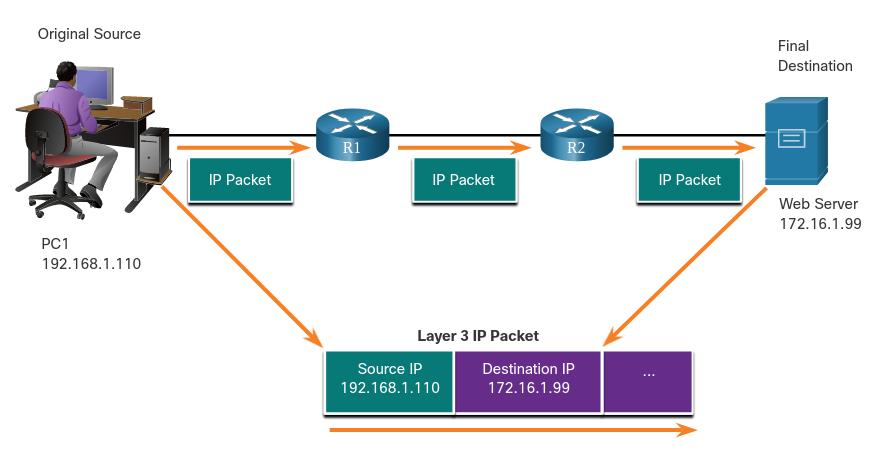 Original Source
Final
Destination
R1
R2
IP Packet
IP Packet
IP Packet
PC1
192.168.1.110
Web Server
172.16.1.99
Layer 3 IP Packet
Source IP
192.168.1.110
Destination IP
172.16.1.99
...